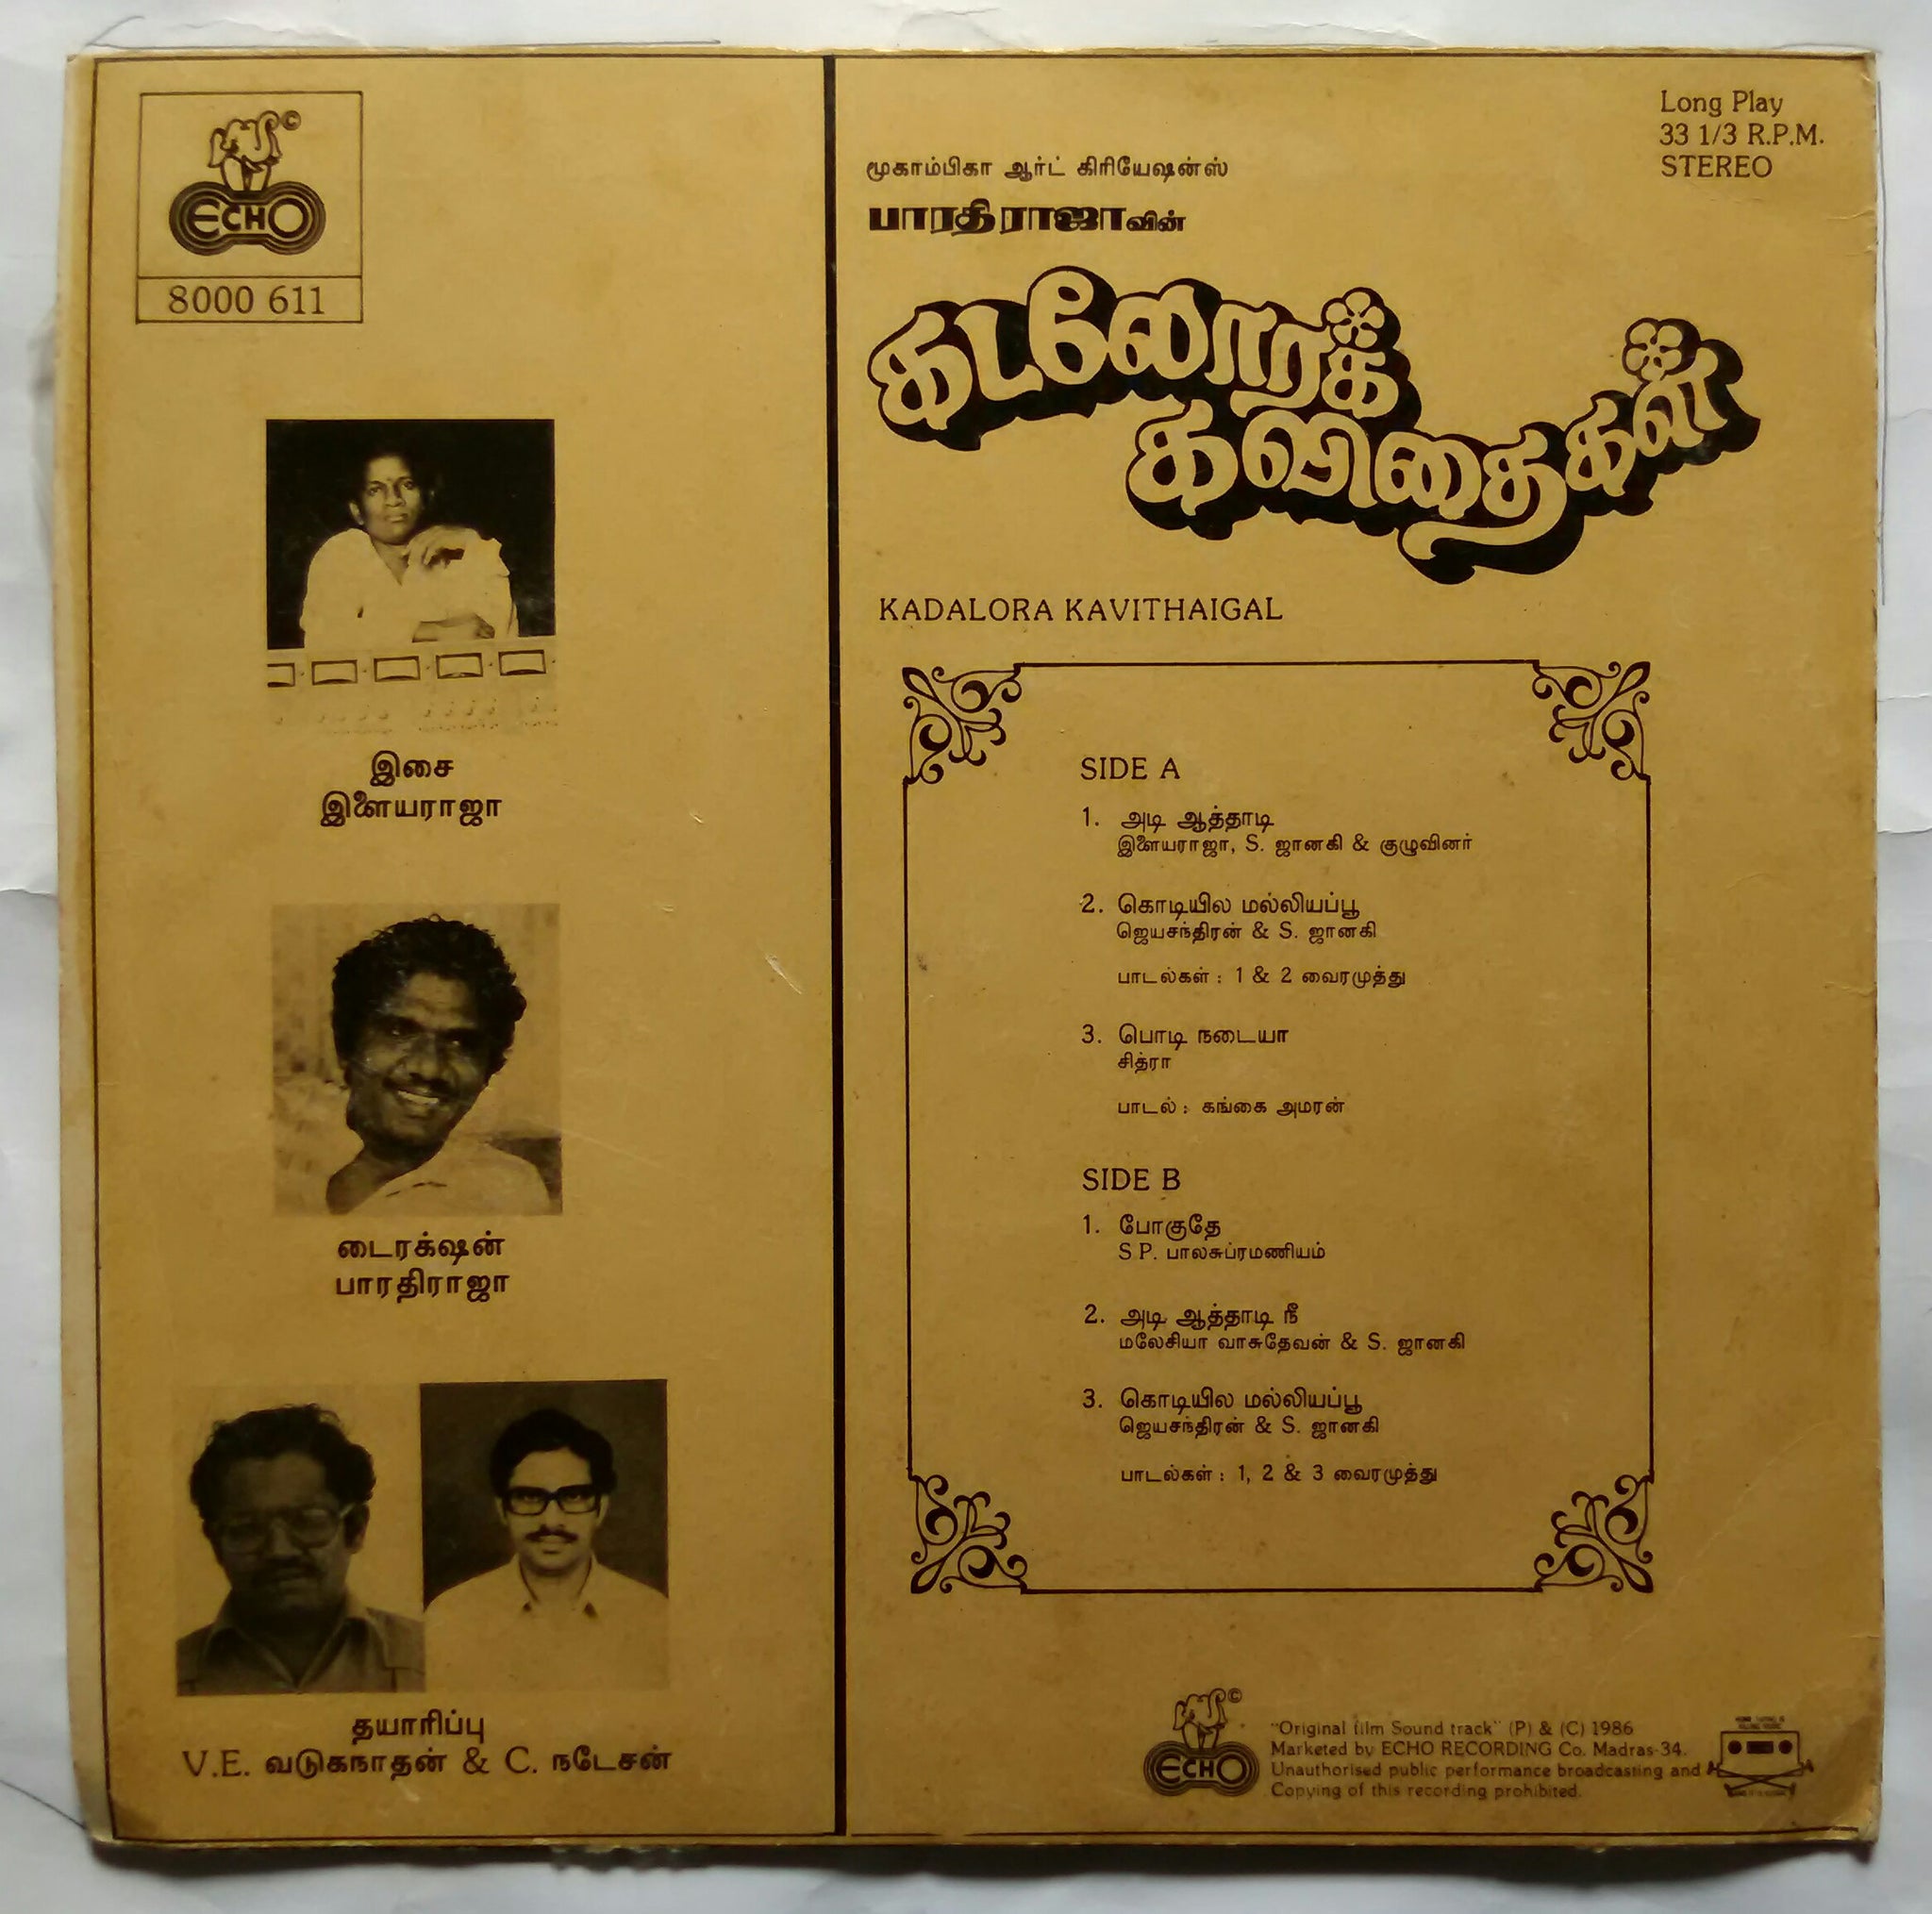 ECHO
8000 611
இசை
இளையராஜா
டைரக்ஷன்
பாரதிராஜா
தயாரிப்பு
V.E. வடுகநாதன் & C. நடேசன்
Long Play
33 1/3 R.P.M.
STEREO
மூகாம்பிகா ஆர்ட் கிரியேஷன்ஸ்
பாரதிராஜாவின்
கடலோரக்
கவிதைகள்
KADALORA KAVITHAIGAL
SIDE A
1. அடி ஆத்தாடி
இளையராஜா, S. ஜானகி & குழுவினர்
2. கொடியில மல்லியப்பூ
ஜெயசந்திரன் & S. ஜானகி
பாடல்கள் : 1 & 2 வைரமுத்து
3. பொடி நடையா
சித்ரா
பாடல் : கங்கை அமரன்
SIDE B
1. போகுதே
S P. பாலசுப்ரமணியம்
2. அடி ஆத்தாடி நீ
மலேசியா வாசுதேவன் & S. ஜானகி
3. கொடியில மல்லியப்பூ
ஜெயசந்திரன் & S. ஜானகி
பாடல்கள் : 1, 2 & 3 வைரமுத்து
ECHO
"Original film Sound track" (P) & (C) 1986
Marketed by ECHO RECORDING Co. Madras-34.
Unauthorised public performance broadcasting and
Copying of this recording prohibited.